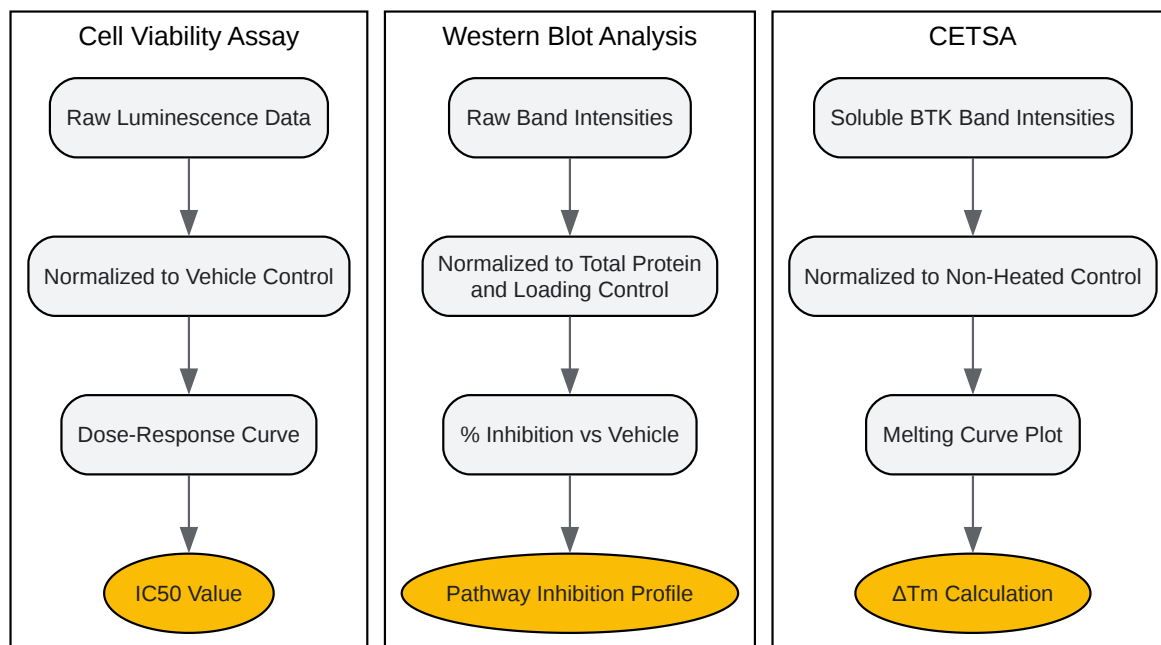 Cell Viability Assay
Raw Luminescence Data
Normalized to Vehicle Control
Dose-Response Curve
IC50 Value
Western Blot Analysis
Raw Band Intensities
Normalized to Total Protein
and Loading Control
% Inhibition vs Vehicle
Pathway Inhibition Profile
CETSA
Soluble BTK Band Intensities
Normalized to Non-Heated Control
Melting Curve Plot
ΔTm Calculation